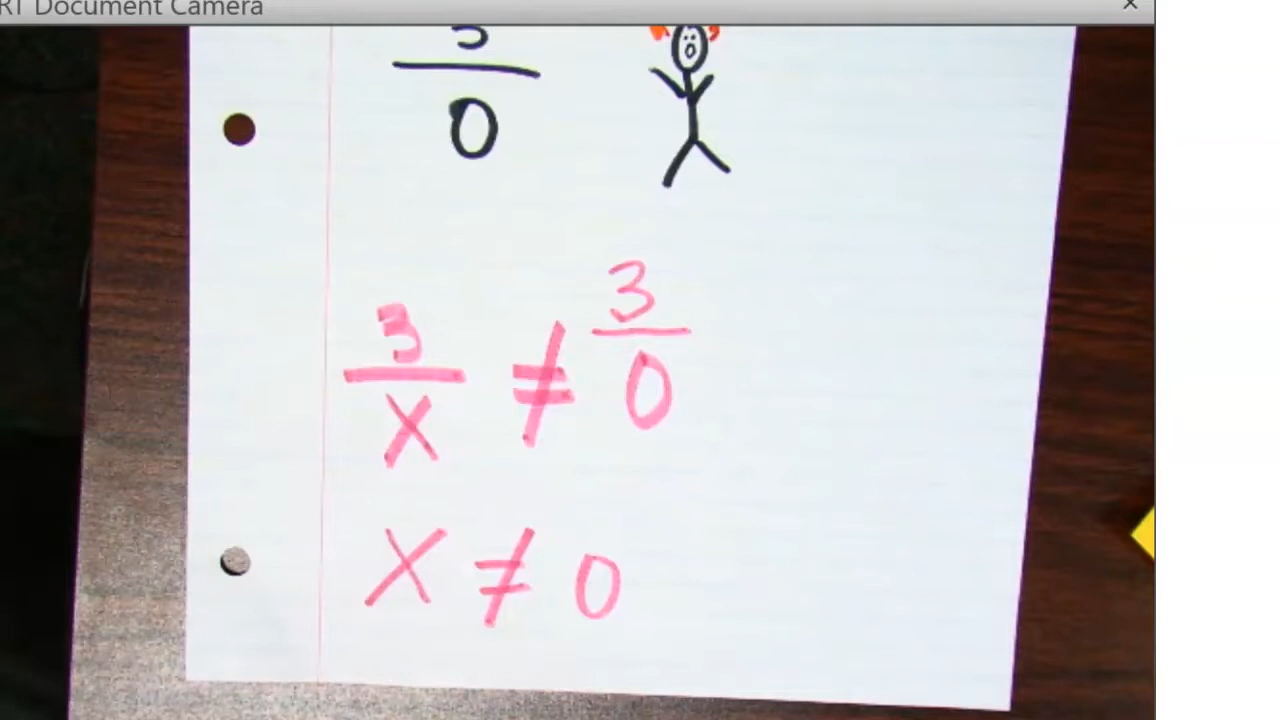 RT Document Camera
3
0
3/x ≠ 3/0
x ≠ 0